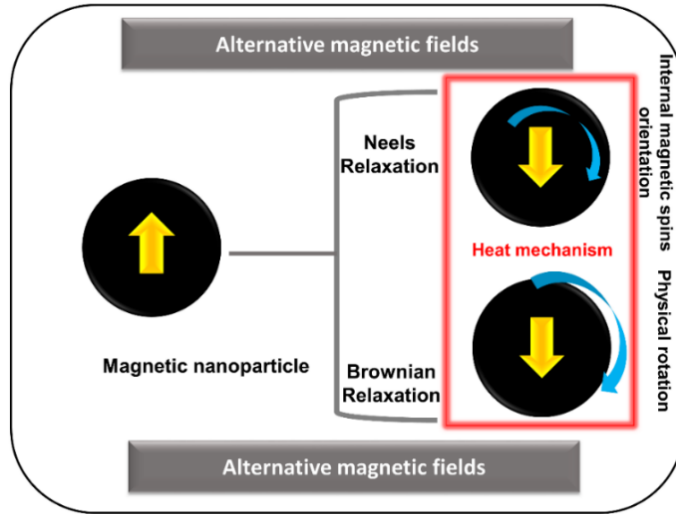 Alternative magnetic fields
Neels
Relaxation
Internal magnetic spins
orientation
Heat mechanism
Magnetic nanoparticle
Brownian
Relaxation
Physical rotation
Alternative magnetic fields